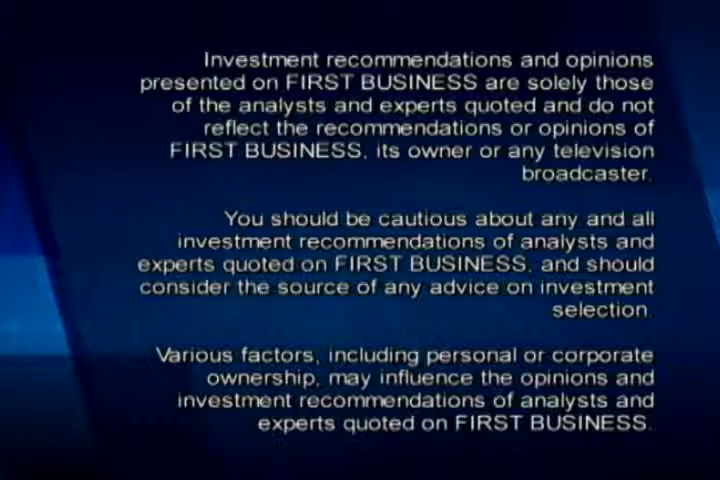 Investment recommendations and opinions
presented on FIRST BUSINESS are solely those
of the analysts and experts quoted and do not
reflect the recommendations or opinions of
FIRST BUSINESS, its owner or any television
broadcaster.
You should be cautious about any and all
investment recommendations of analysts and
experts quoted on FIRST BUSINESS, and should
consider the source of any advice on investment
selection.
Various factors, including personal or corporate
ownership, may influence the opinions and
investment recommendations of analysts and
experts quoted on FIRST BUSINESS.